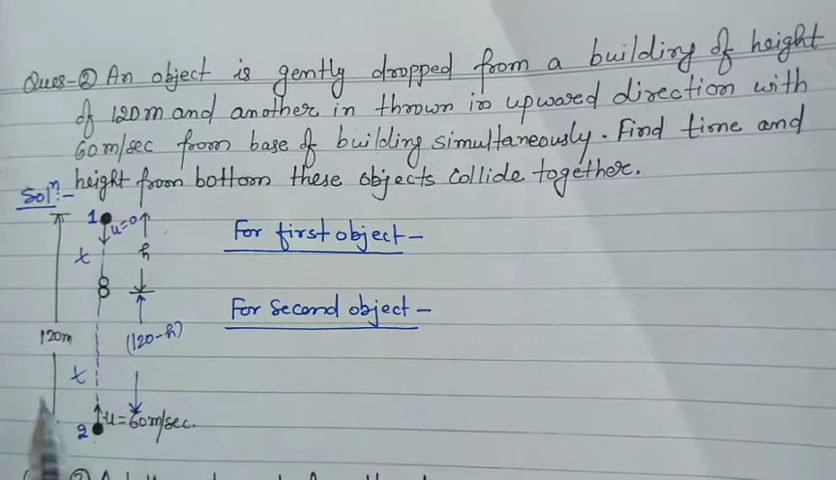 Ques-② An object is gently dropped from a building of height
of 120m and another in thrown in upward direction with
60m/sec from base of building simultaneously. Find time and
height from bottom these objects collide together.
Solⁿ:-
1 u=0
t h
For first object-
For Second object-
120m (120-h)
t
u=60m/sec.
2